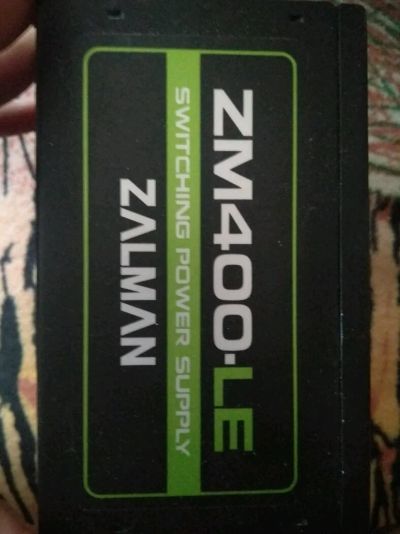 ZM400-LE
SWITCHING POWER SUPPLY
ZALMAN